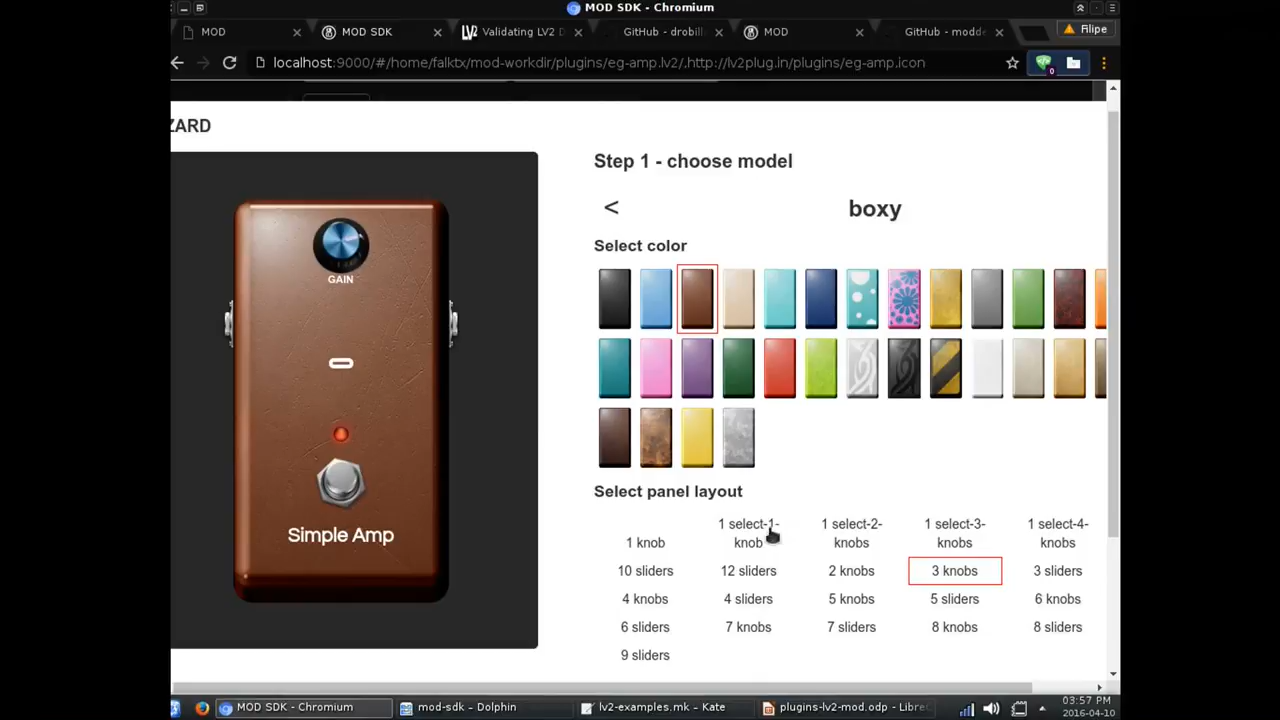 MOD SDK - Chromium
MOD
MOD SDK
Validating LV2 D
GitHub - drobill
MOD
GitHub - modde
Filipe
localhost:9000/#/home/falktx/mod-workdir/plugins/eg-amp.lv2/,http://lv2plug.in/plugins/eg-amp.icon
0
ZARD
Step 1 - choose model
< boxy
Select color
GAIN
Simple Amp
Select panel layout
1 knob
1 select-1-
knob
1 select-2-
knobs
1 select-3-
knobs
1 select-4-
knobs
10 sliders 12 sliders 2 knobs 3 knobs 3 sliders
4 knobs 4 sliders 5 knobs 5 sliders 6 knobs
6 sliders 7 knobs 7 sliders 8 knobs 8 sliders
9 sliders
MOD SDK - Chromium
mod-sdk – Dolphin
lv2-examples.mk – Kate
plugins-lv2-mod.odp - Libre
03:57 PM
2016-04-10